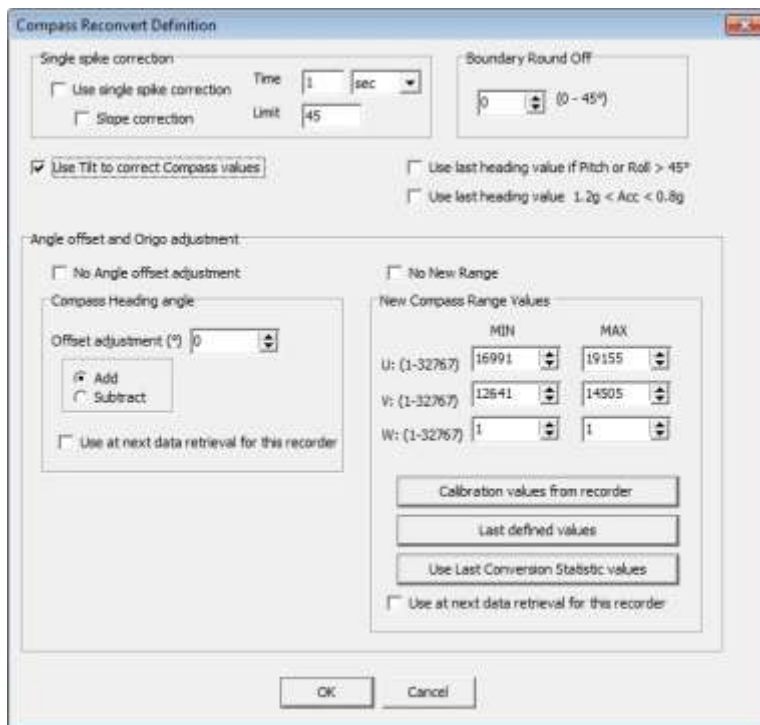 Compass Reconvert Definition
Single spike correction
Use single spike correction
Time 1 sec
Slope correction
Limit 45
Boundary Round Off
0 (0 - 45°)
Use Tilt to correct Compass values
Use last heading value if Pitch or Roll > 45°
Use last heading value 1.2g < Acc < 0.8g
Angle offset and Origo adjustment
No Angle offset adjustment
No New Range
Compass Heading angle
Offset adjustment (°) 0
Add
Subtract
Use at next data retrieval for this recorder
New Compass Range Values
MIN MAX
U: (1-32767) 16991 19155
V: (1-32767) 12641 14505
W: (1-32767) 1 1
Calibration values from recorder
Last defined values
Use Last Conversion Statistic values
Use at next data retrieval for this recorder
OK Cancel